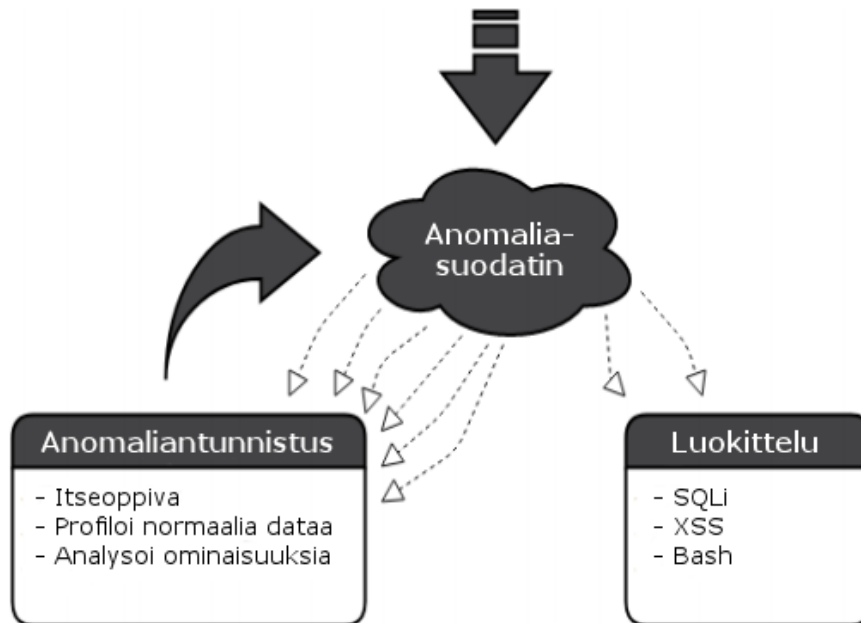 Anomalia-
suodatin
Anomaliantunnistus
- Itseoppiva
- Profiloi normaalia dataa
- Analysoi ominaisuuksia
Luokittelu
- SQLi
- XSS
- Bash